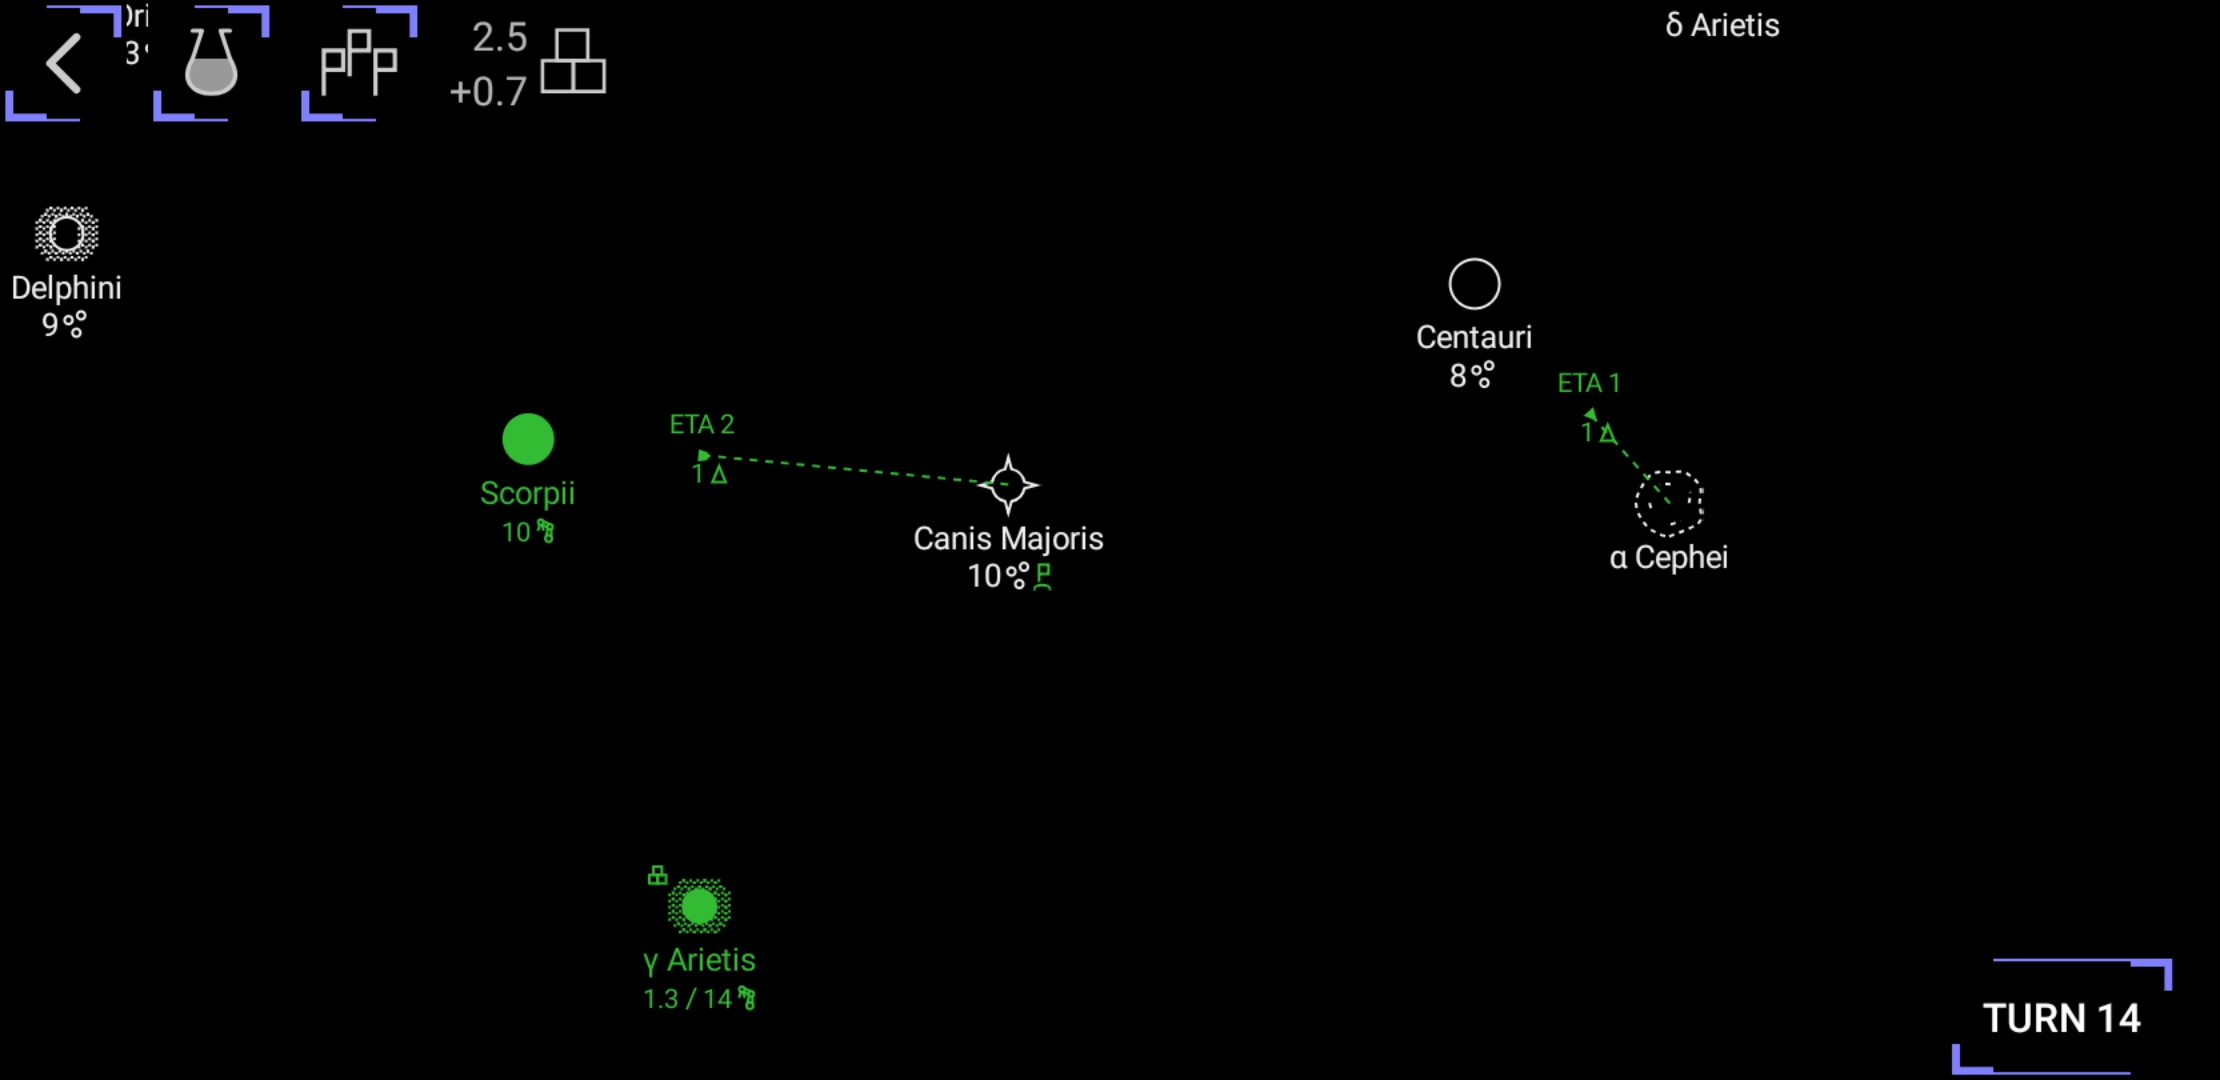 2.5
+0.7
δ Arietis
Delphini
9
Centauri
8
ETA 1
1
ETA 2
1
Scorpii
10
Canis Majoris
10
α Cephei
γ Arietis
1.3 / 14
TURN 14